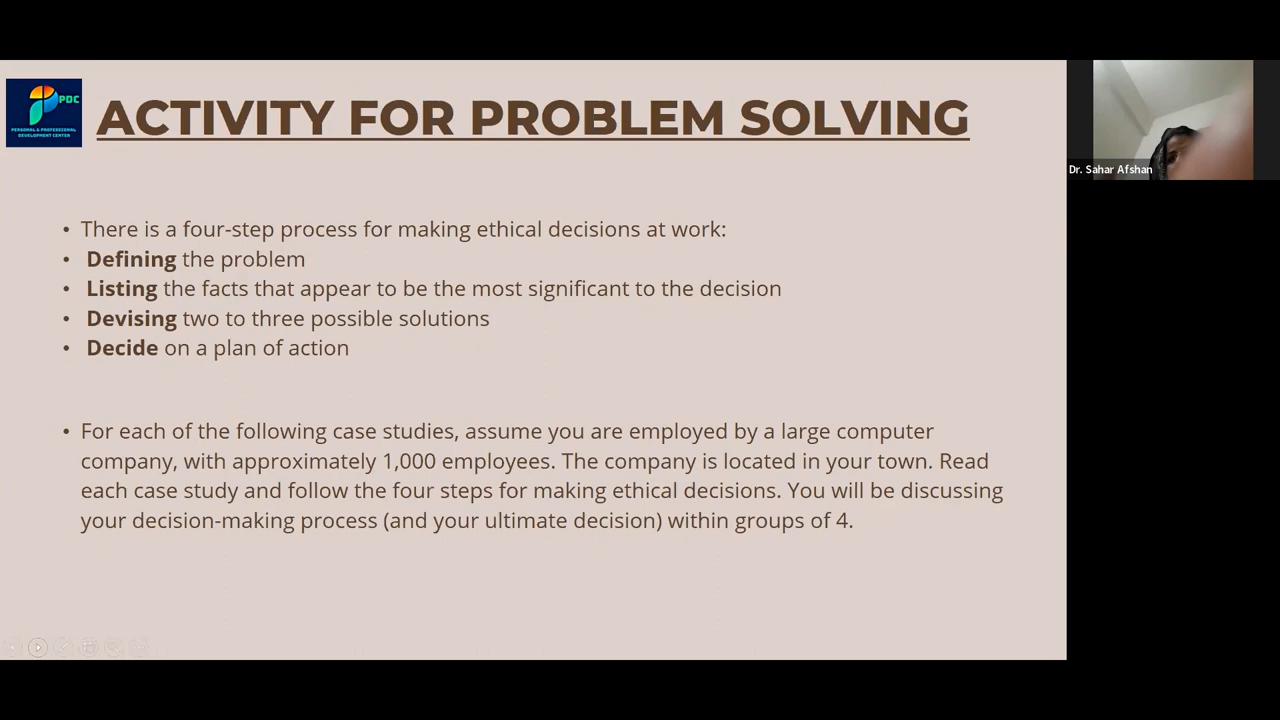 PDC
PERSONAL & PROFESSIONAL
DEVELOPMENT CENTER
ACTIVITY FOR PROBLEM SOLVING
Dr. Sahar Afshan
• There is a four-step process for making ethical decisions at work:
• Defining the problem
• Listing the facts that appear to be the most significant to the decision
• Devising two to three possible solutions
• Decide on a plan of action
• For each of the following case studies, assume you are employed by a large computer
company, with approximately 1,000 employees. The company is located in your town. Read
each case study and follow the four steps for making ethical decisions. You will be discussing
your decision-making process (and your ultimate decision) within groups of 4.